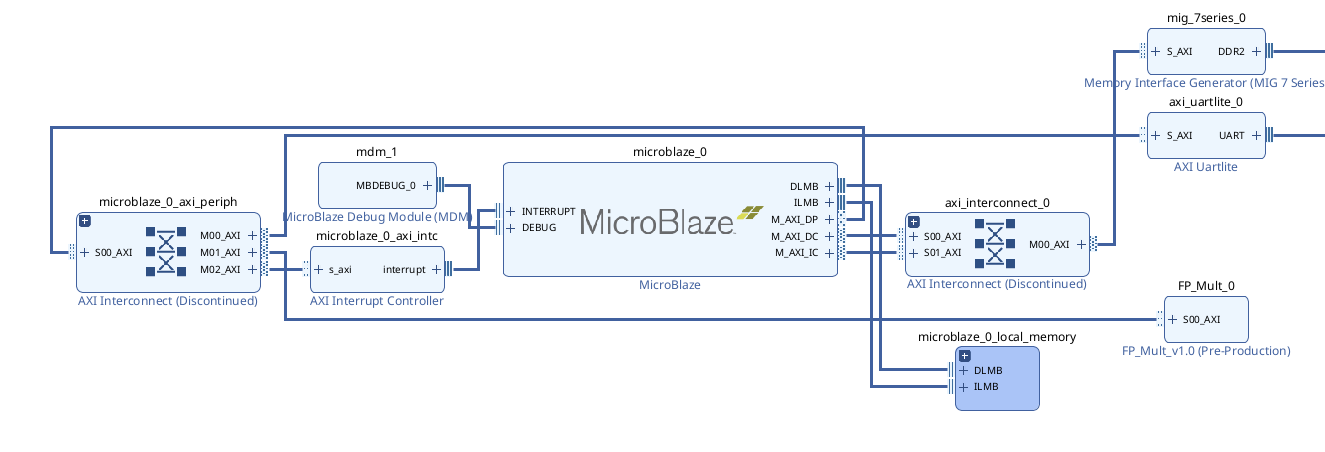 mig_7series_0
S_AXI DDR2
Memory Interface Generator (MIG 7 Series
axi_uartlite_0
S_AXI UART
AXI Uartlite
mdm_1
MBDEBUG_0
MicroBlaze Debug Module (MDM)
microblaze_0
DLMB
ILMB
INTERRUPT
M_AXI_DP
DEBUG
M_AXI_DC
M_AXI_IC
MicroBlaze
MicroBlaze
microblaze_0_axi_periph
M00_AXI
S00_AXI M01_AXI
M02_AXI
AXI Interconnect (Discontinued)
microblaze_0_axi_intc
s_axi interrupt
AXI Interrupt Controller
axi_interconnect_0
S00_AXI
M00_AXI
S01_AXI
AXI Interconnect (Discontinued)
FP_Mult_0
S00_AXI
FP_Mult_v1.0 (Pre-Production)
microblaze_0_local_memory
DLMB
ILMB